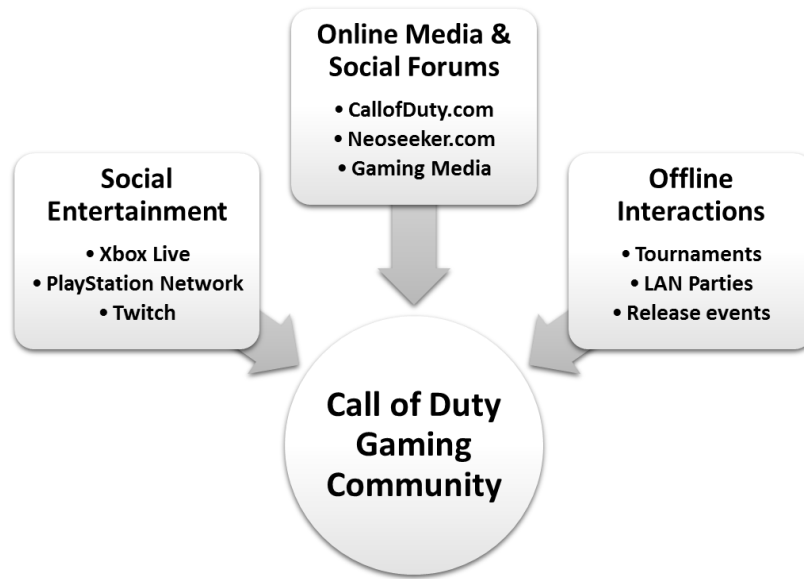 Online Media &
Social Forums
• CallofDuty.com
• Neoseeker.com
• Gaming Media
Social
Entertainment
• Xbox Live
• PlayStation Network
• Twitch
Offline
Interactions
• Tournaments
• LAN Parties
• Release events
Call of Duty
Gaming
Community